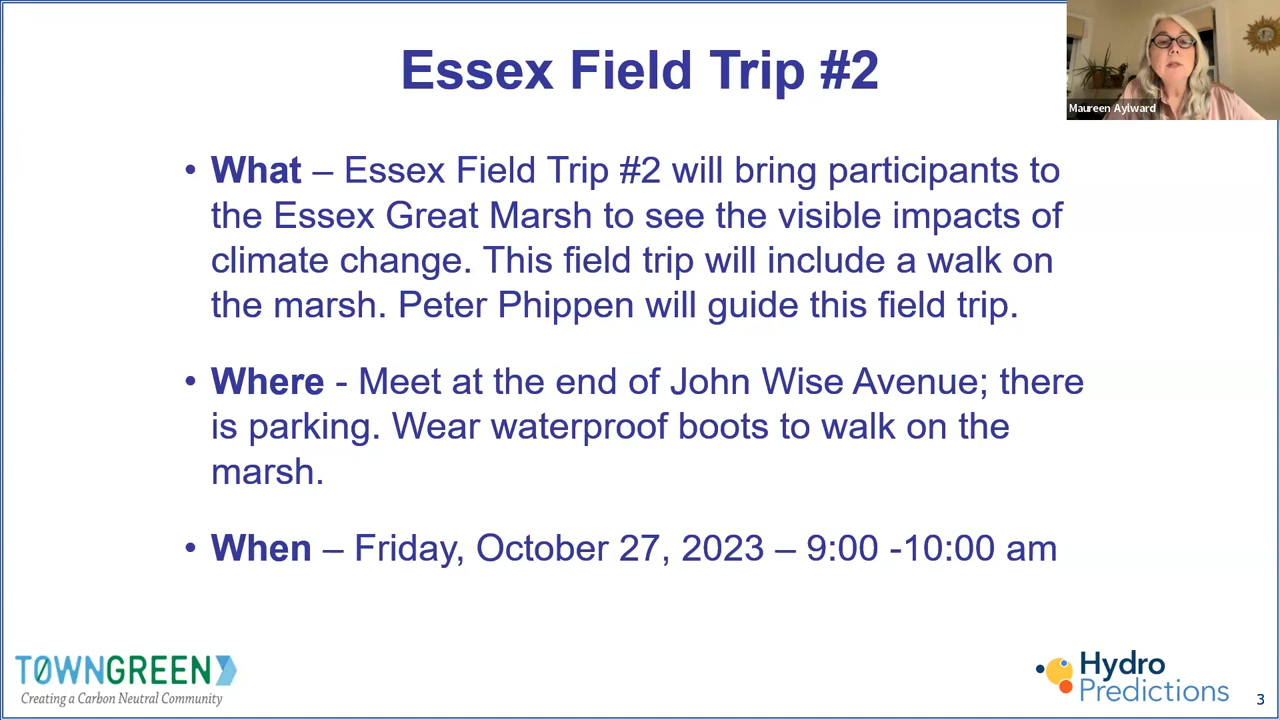 Essex Field Trip #2
Maureen Aylward
• What – Essex Field Trip #2 will bring participants to
the Essex Great Marsh to see the visible impacts of
climate change. This field trip will include a walk on
the marsh. Peter Phippen will guide this field trip.
• Where - Meet at the end of John Wise Avenue; there
is parking. Wear waterproof boots to walk on the
marsh.
• When – Friday, October 27, 2023 – 9:00 -10:00 am
TOWNGREEN
Creating a Carbon Neutral Community
Hydro
Predictions
3